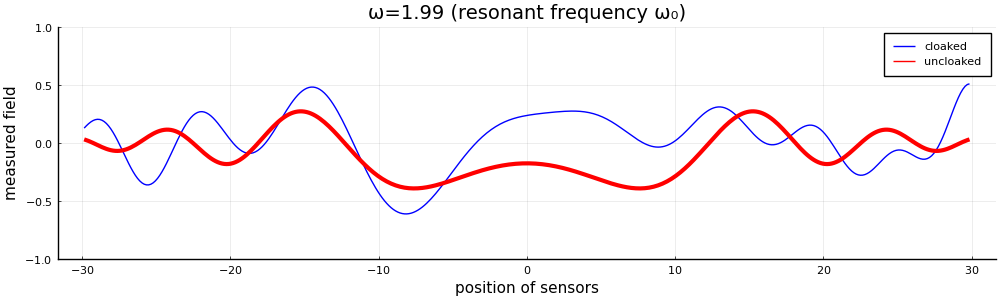 ω=1.99 (resonant frequency ω₀)
measured field
1.0
0.5
0.0
−0.5
−1.0
cloaked
uncloaked
−30
−20
−10
0
10
20
30
position of sensors